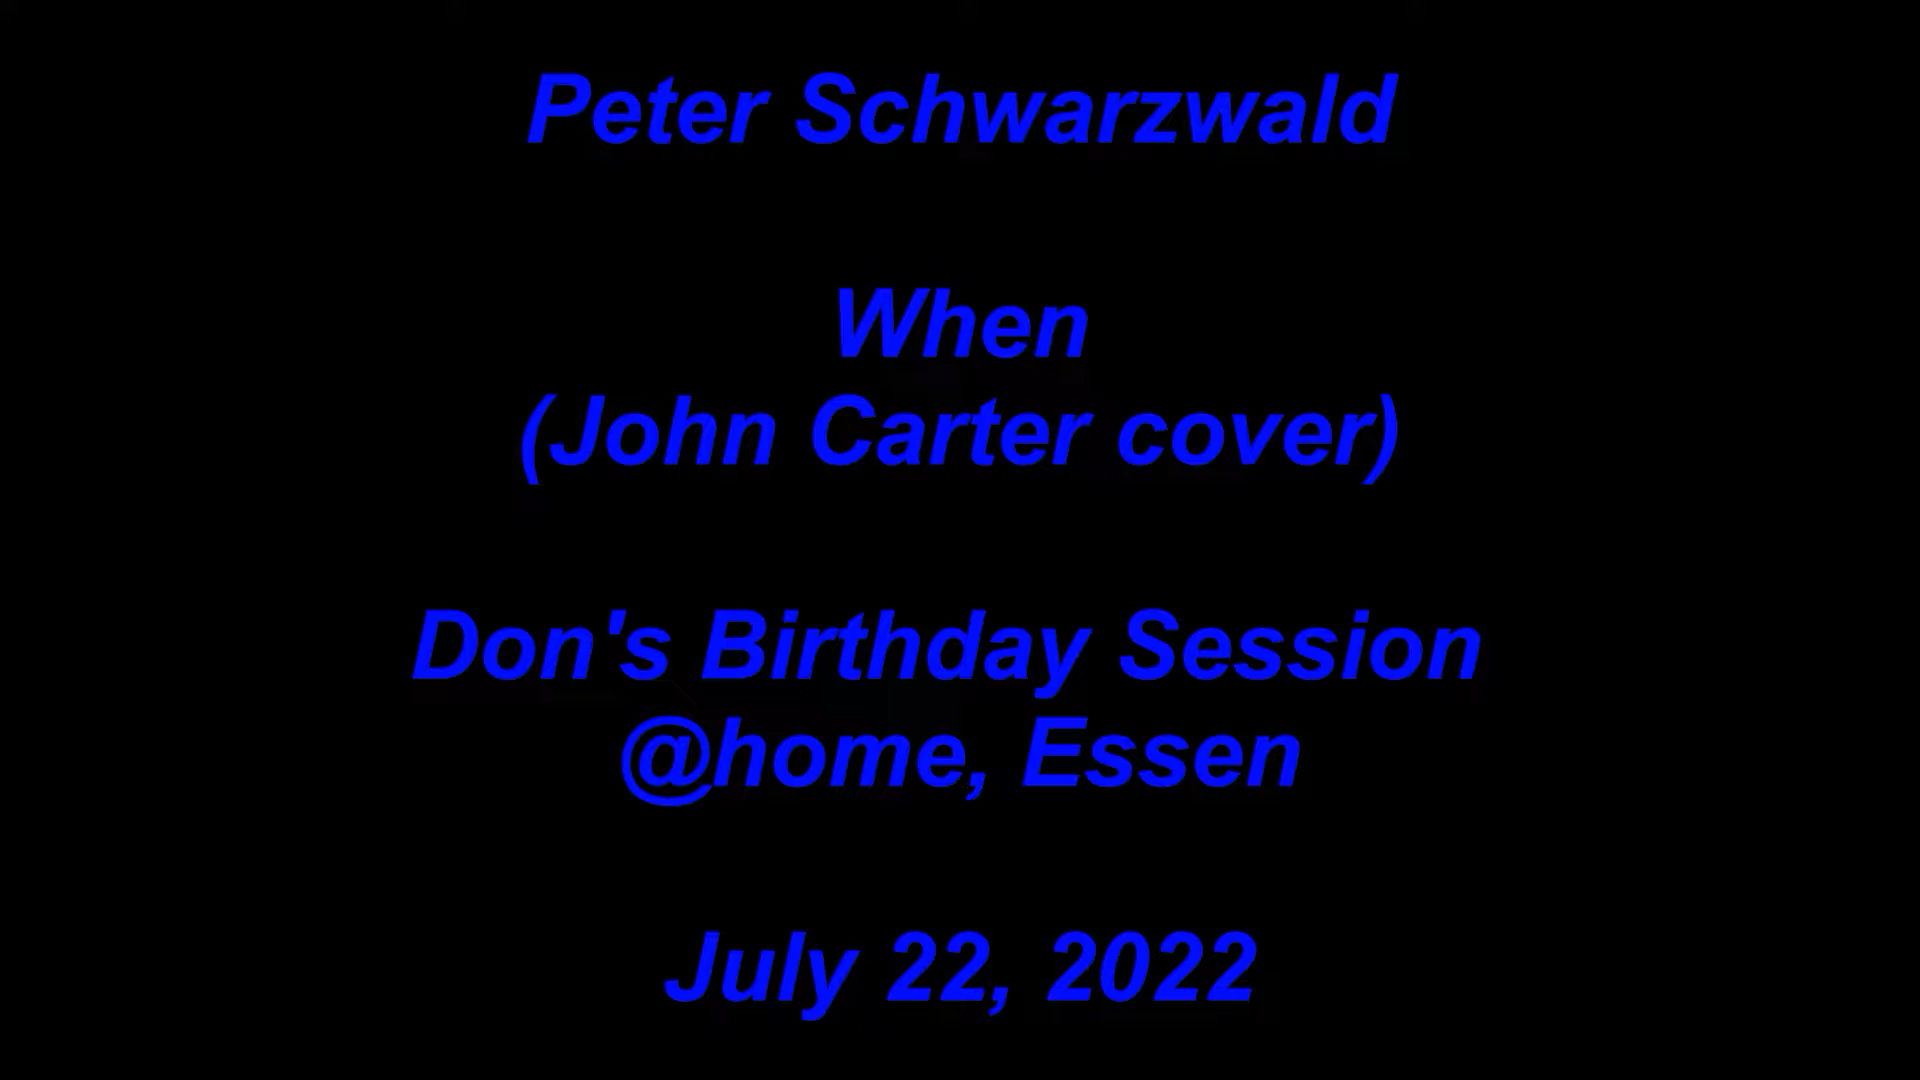 Peter Schwarzwald
When
(John Carter cover)
Don's Birthday Session
@home, Essen
July 22, 2022